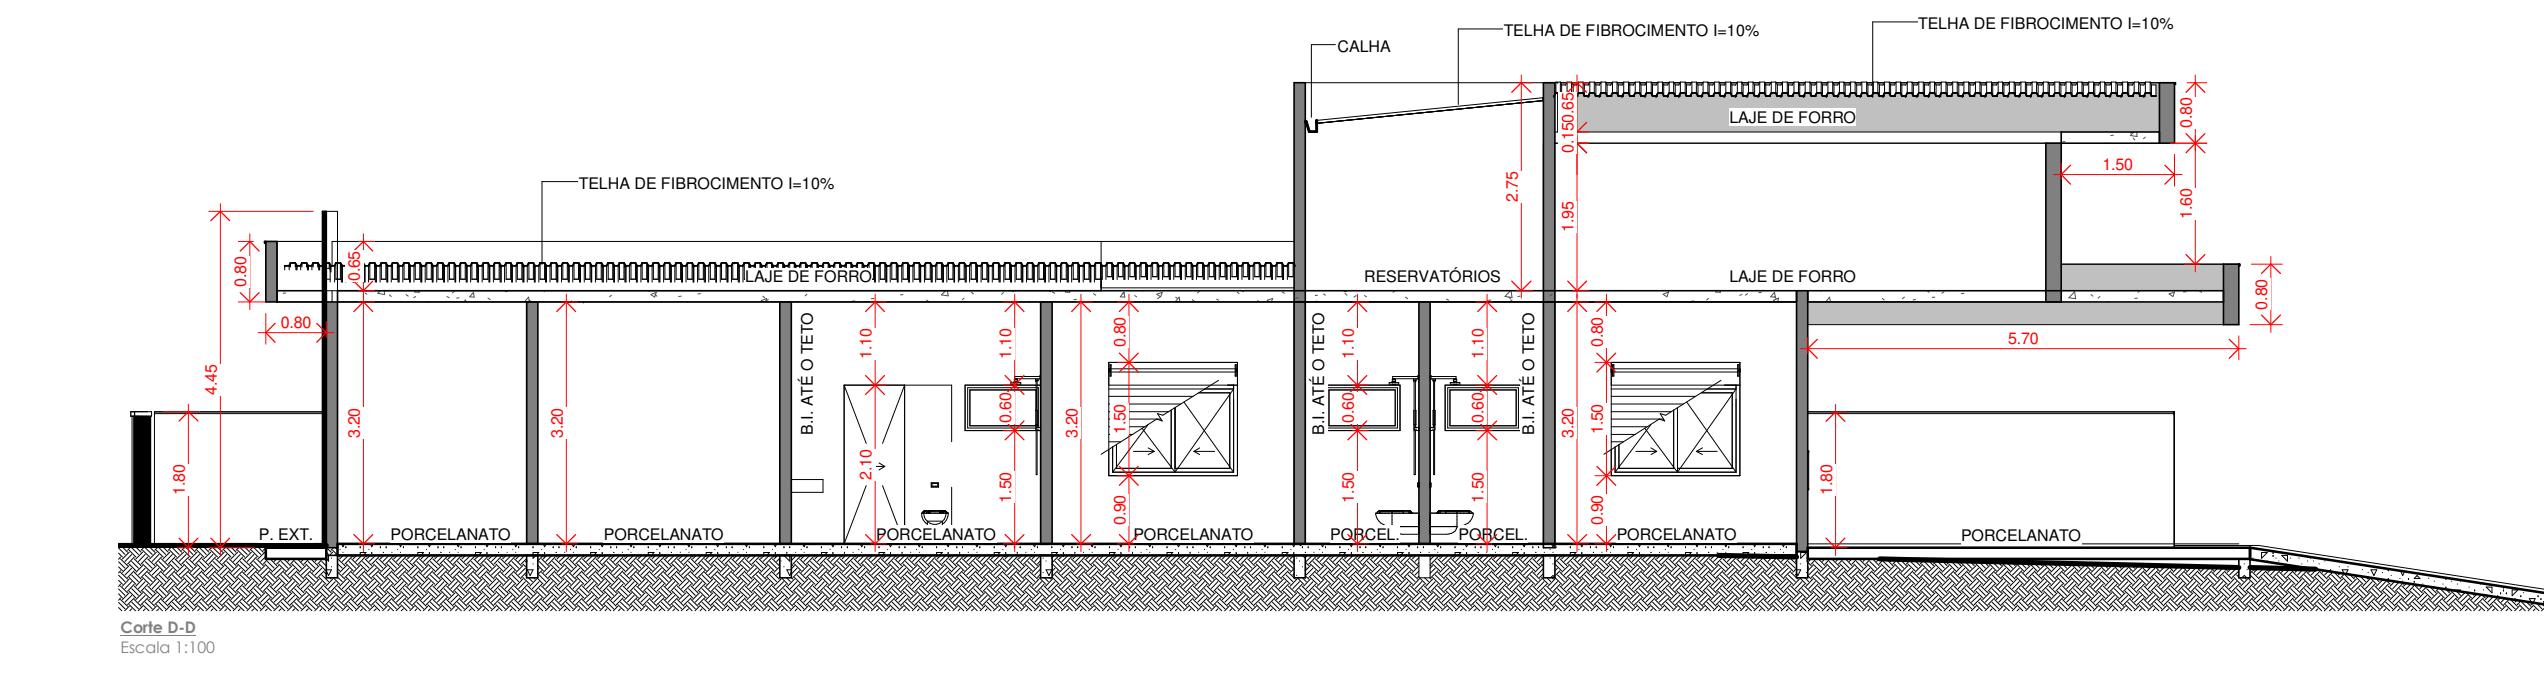 TELHA DE FIBROCIMENTO I=10%
TELHA DE FIBROCIMENTO I=10%
CALHA
LAJE DE FORRO
0.65
0.15
0.80
1.50
2.75
1.95
1.60
TELHA DE FIBROCIMENTO I=10%
0.80
0.65
LAJE DE FORRO
RESERVATÓRIOS
LAJE DE FORRO
0.80
0.80
5.70
4.45
1.80
3.20
3.20
B.I. ATÉ O TETO
1.10
2.10
1.10
0.60
1.50
3.20
0.80
1.50
0.90
B.I. ATÉ O TETO
1.10
0.60
1.50
1.10
0.60
1.50
B.I. ATÉ O TETO
3.20
0.80
1.50
0.90
1.80
P. EXT.
PORCELANATO
PORCELANATO
PORCELANATO
PORCELANATO
PORCEL.
PORCEL.
PORCELANATO
PORCELANATO
Corte D-D
Escala 1:100